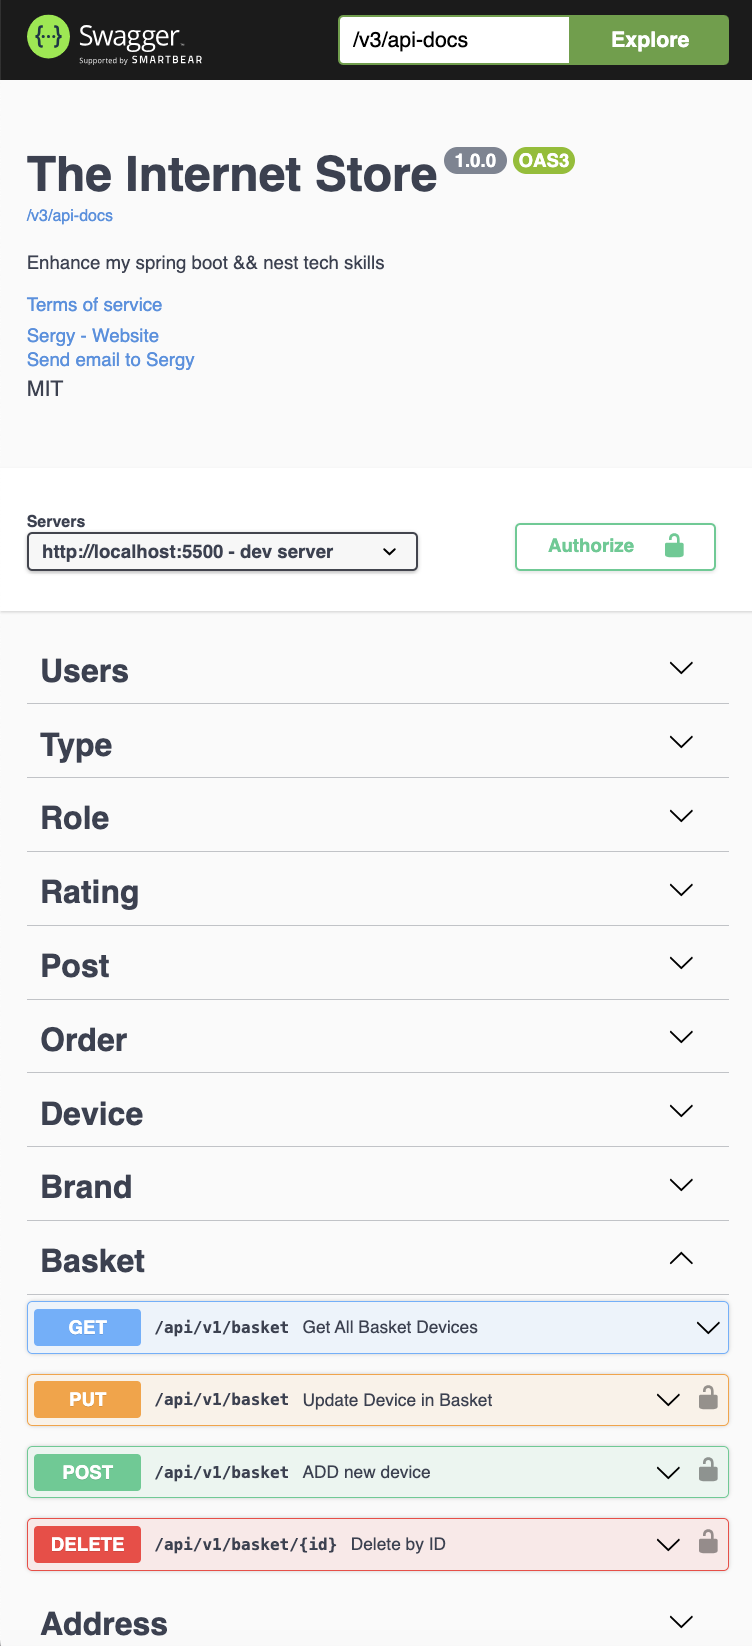 Swagger
Supported by SMARTBEAR
/v3/api-docs
Explore
The Internet Store 1.0.0 OAS3
/v3/api-docs
Enhance my spring boot && nest tech skills
Terms of service
Sergy - Website
Send email to Sergy
MIT
Servers
http://localhost:5500 - dev server
Authorize
Users
Type
Role
Rating
Post
Order
Device
Brand
Basket
GET /api/v1/basket Get All Basket Devices
PUT /api/v1/basket Update Device in Basket
POST /api/v1/basket ADD new device
DELETE /api/v1/basket/{id} Delete by ID
Address